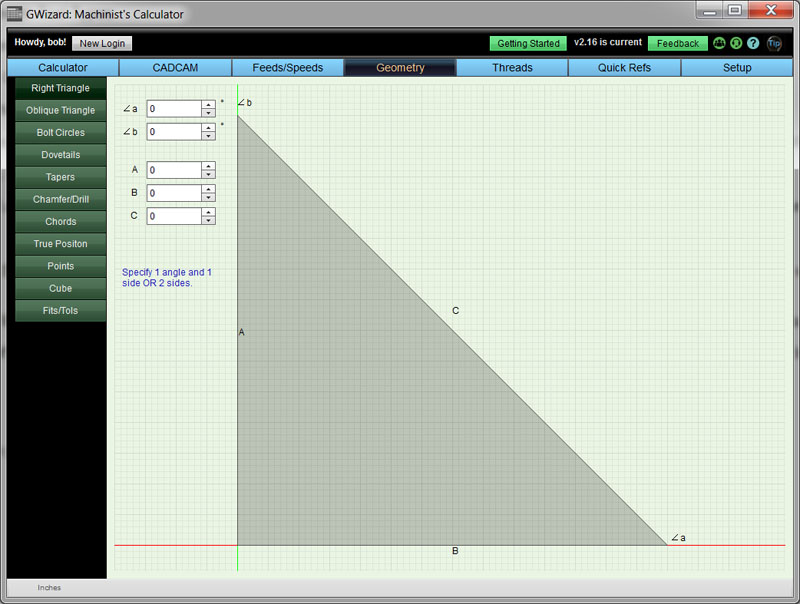 GWizard: Machinist's Calculator
Howdy, bob! New Login Getting Started v2.16 is current Feedback ? Tip
Calculator CADCAM Feeds/Speeds Geometry Threads Quick Refs Setup
Right Triangle
Oblique Triangle
Bolt Circles
Dovetails
Tapers
Chamfer/Drill
Chords
True Positon
Points
Cube
Fits/Tols
∠a 0 °
∠b 0 °
A 0
B 0
C 0
Specify 1 angle and 1
side OR 2 sides.
∠b
C
A
∠a
B
Inches